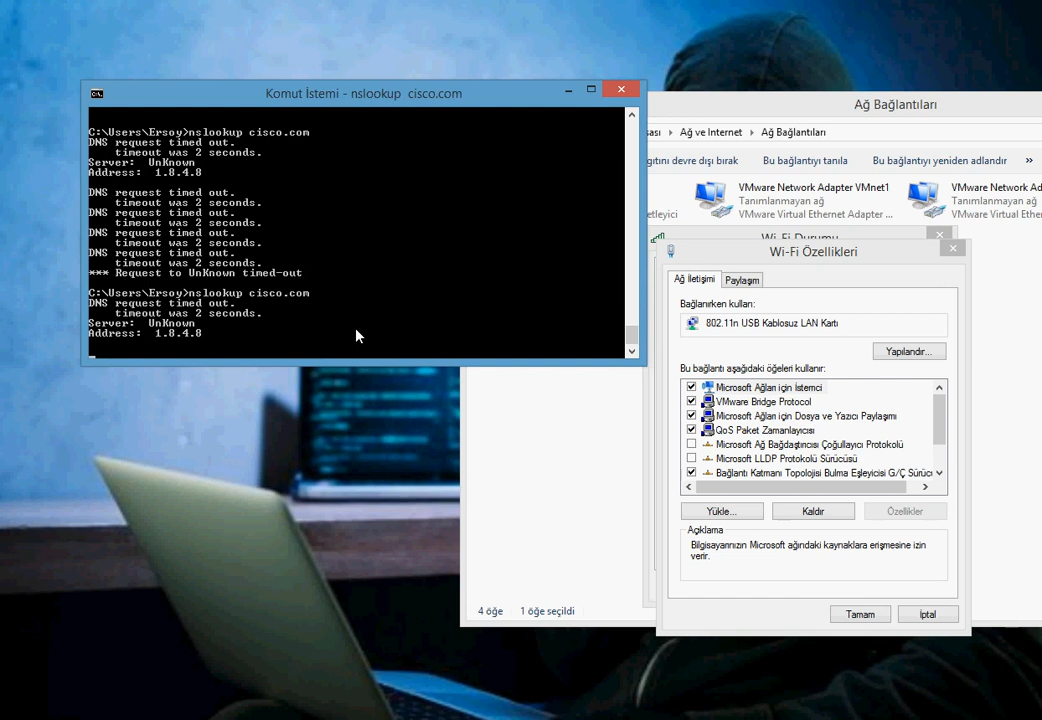 Komut İstemi - nslookup cisco.com
C:\Users\Ersoy>nslookup cisco.com
DNS request timed out.
timeout was 2 seconds.
Server: UnKnown
Address: 1.8.4.8
DNS request timed out.
timeout was 2 seconds.
DNS request timed out.
timeout was 2 seconds.
DNS request timed out.
timeout was 2 seconds.
DNS request timed out.
timeout was 2 seconds.
*** Request to UnKnown timed-out
C:\Users\Ersoy>nslookup cisco.com
DNS request timed out.
timeout was 2 seconds.
Server: UnKnown
Address: 1.8.4.8
Ağ Bağlantıları
Ağ ve Internet Ağ Bağlantıları
devre dışı bırak Bu bağlantıyı tanıla Bu bağlantıyı yeniden adlandır »
VMware Network Adapter VMnet1
Tanımlanmayan ağ
VMware Virtual Ethernet Adapter ...
VMware Network Ad
Tanımlanmayan ağ
VMware Virtual Ethern
Wi-Fi Durumu
Wi-Fi Özellikleri
Ağ İletişimi Paylaşım
Bağlanırken kullan:
802.11n USB Kablosuz LAN Kartı
Yapılandır...
Bu bağlantı aşağıdaki öğeleri kullanır:
Microsoft Ağları için İstemci
VMware Bridge Protocol
Microsoft Ağları için Dosya ve Yazıcı Paylaşımı
QoS Paket Zamanlayıcısı
Microsoft Ağ Bağdaştırıcısı Çoğullayıcı Protokolü
Microsoft LLDP Protokolü Sürücüsü
Bağlantı Katmanı Topolojisi Bulma Eşleyicisi G/Ç Sürüc
Yükle... Kaldır Özellikler
Açıklama
Bilgisayarınızın Microsoft ağındaki kaynaklara erişmesine izin
verir.
Tamam İptal
4 öğe 1 öğe seçildi